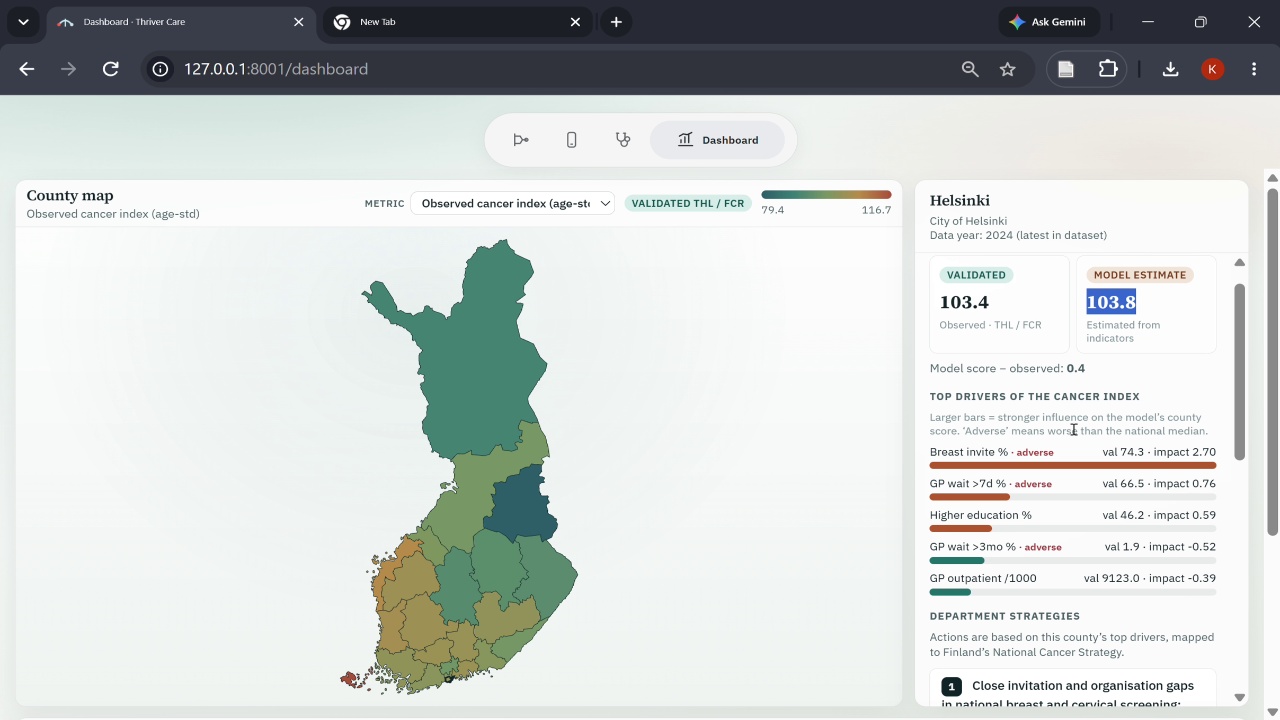 Dashboard · Thriver Care
New Tab
Ask Gemini
127.0.0.1:8001/dashboard
K
Dashboard
County map
Observed cancer index (age-std)
METRIC
Observed cancer index (age-st
VALIDATED THL / FCR
79.4
116.7
Helsinki
City of Helsinki
Data year: 2024 (latest in dataset)
VALIDATED
103.4
Observed · THL / FCR
MODEL ESTIMATE
103.8
Estimated from
indicators
Model score – observed: 0.4
TOP DRIVERS OF THE CANCER INDEX
Larger bars = stronger influence on the model’s county
score. ‘Adverse’ means worse than the national median.
Breast invite % · adverse val 74.3 · impact 2.70
GP wait >7d % · adverse val 66.5 · impact 0.76
Higher education % val 46.2 · impact 0.59
GP wait >3mo % · adverse val 1.9 · impact -0.52
GP outpatient /1000 val 9123.0 · impact -0.39
DEPARTMENT STRATEGIES
Actions are based on this county’s top drivers, mapped
to Finland’s National Cancer Strategy.
1 Close invitation and organisation gaps
in national breast and cervical screening: